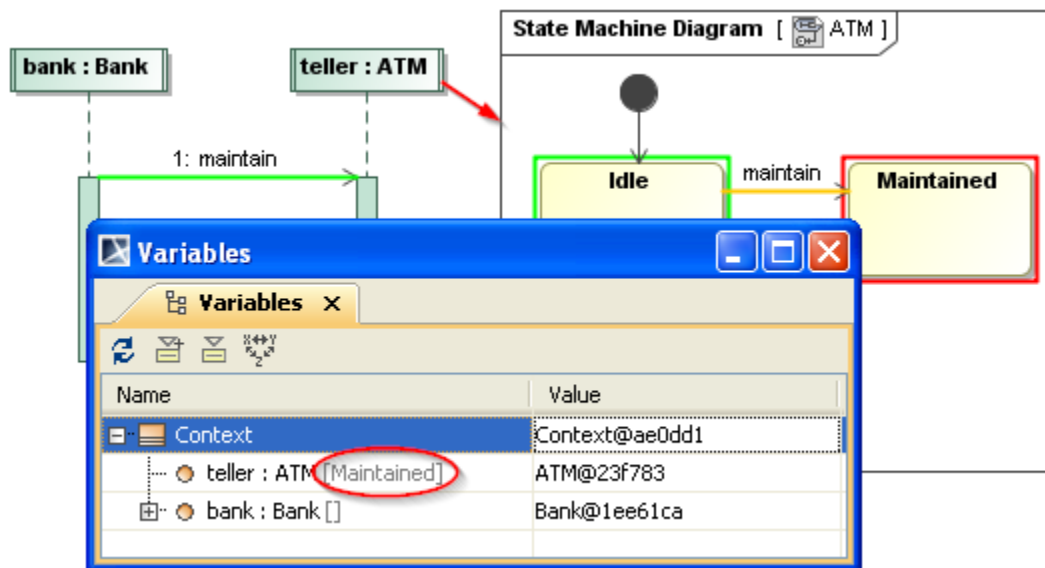 State Machine Diagram [ ATM ]
bank : Bank
teller : ATM
1: maintain
Idle
maintain
Maintained
Variables
Variables X
X Y
Z
Name Value
Context Context@ae0dd1
teller : ATM [Maintained] ATM@23f783
bank : Bank [] Bank@1ee61ca